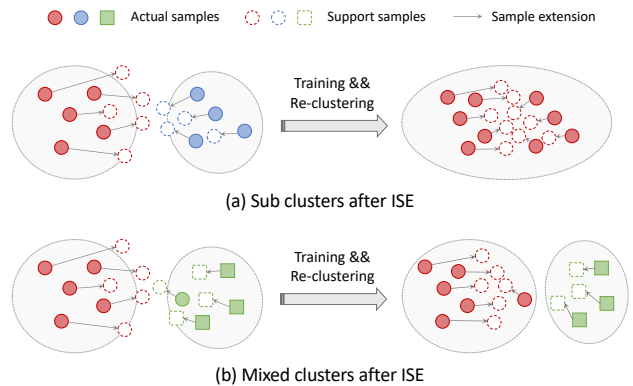 Actual samples Support samples Sample extension
Training &&
Re-clustering
(a) Sub clusters after ISE
Training &&
Re-clustering
(b) Mixed clusters after ISE